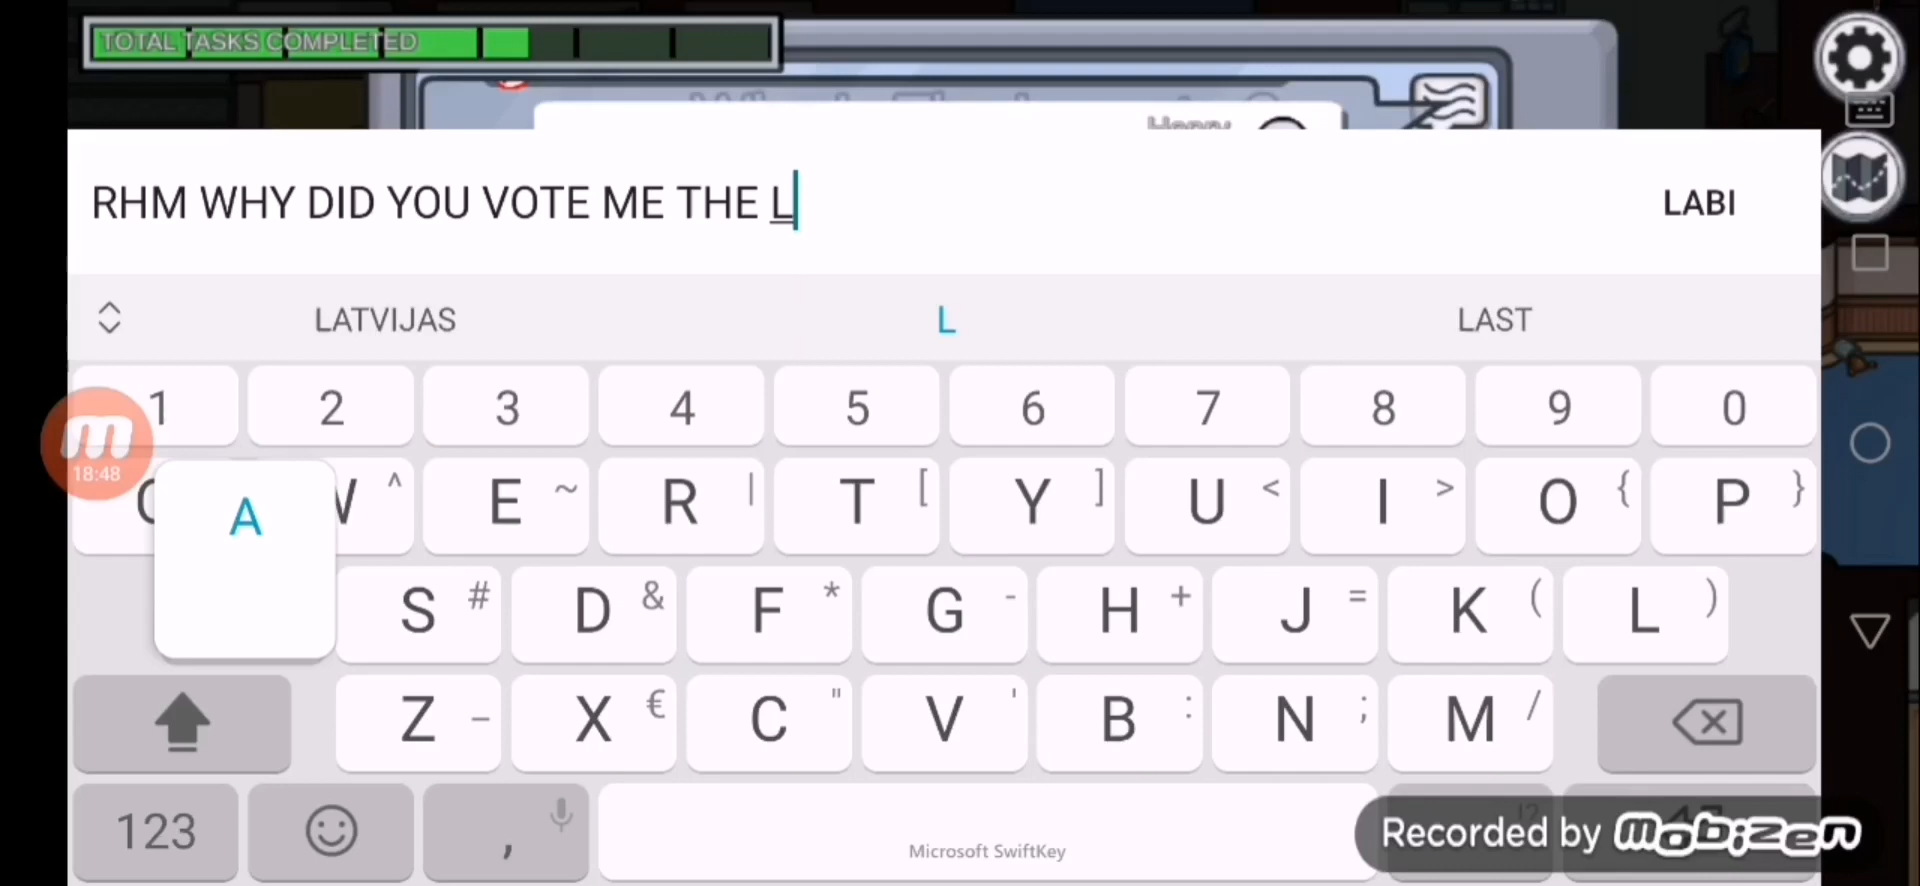 TOTAL TASKS COMPLETED
Henry
RHM WHY DID YOU VOTE ME THE L
LABI
LATVIJAS L LAST
1 2 3 4 5 6 7 8 9 0
18:48
^ E ~ R | T [ Y ] U < I > O { P }
A S # D & F * G - H + J = K ( L )
Z – X € C " V ' B : N ; M /
123 , Microsoft SwiftKey
Recorded by mobizen